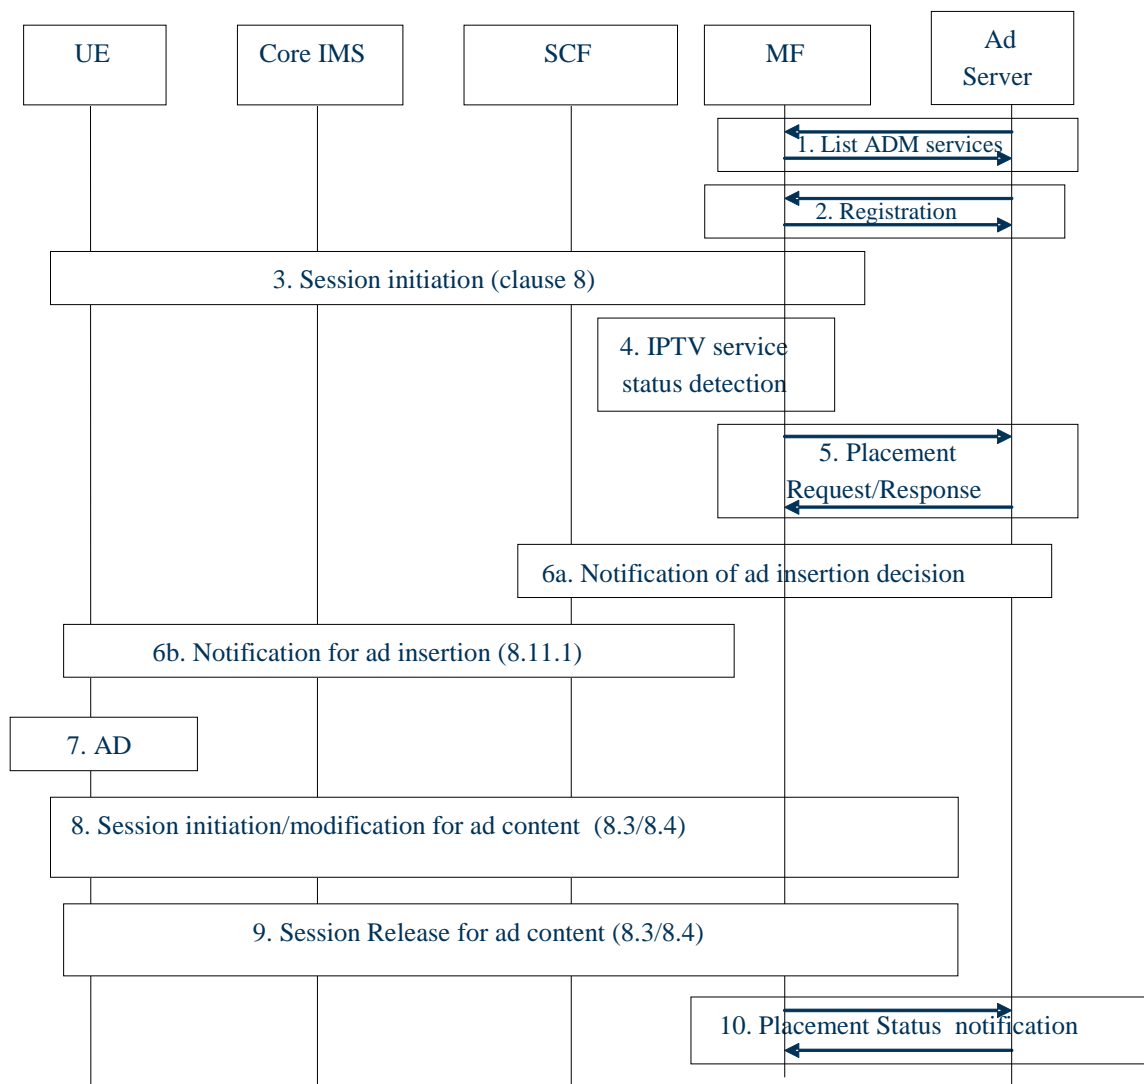 UE
Core IMS
SCF
MF
Ad
Server
1. List ADM services
2. Registration
3. Session initiation (clause 8)
4. IPTV service
status detection
5. Placement
Request/Response
6a. Notification of ad insertion decision
6b. Notification for ad insertion (8.11.1)
7. AD
8. Session initiation/modification for ad content (8.3/8.4)
9. Session Release for ad content (8.3/8.4)
10. Placement Status notification